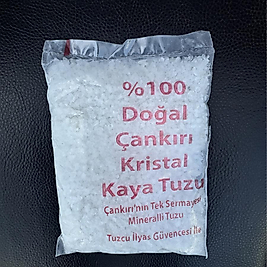 %100
Doğal
Çankırı
Kristal
Kaya Tuzu
Çankırı'nın Tek Sermayesi
Mineralli Tuzu
Tuzcu İlyas Güvencesi İle